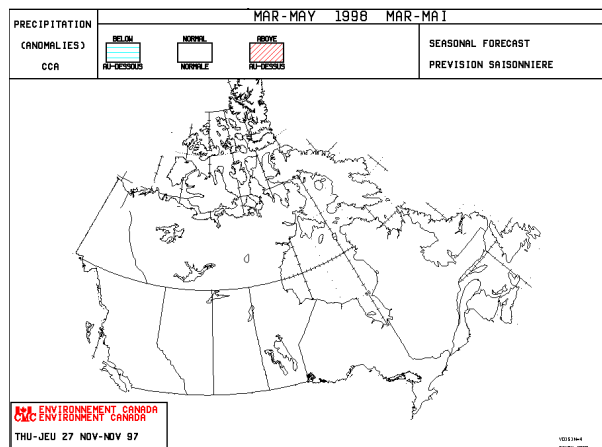 PRECIPITATION
(ANOMALIES)
CCA
MAR-MAY 1998 MAR-MAI
BELOW
AU-DESSOUS
NORMAL
NORMALE
ABOVE
AU-DESSUS
SEASONAL FORECAST
PREVISION SAISONNIERE
CMC ENVIRONNEMENT CANADA
ENVIRONMENT CANADA
THU-JEU 27 NOV-NOV 97